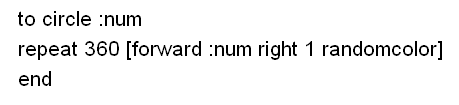 to circle :num
repeat 360 [forward :num right 1 randomcolor]
end